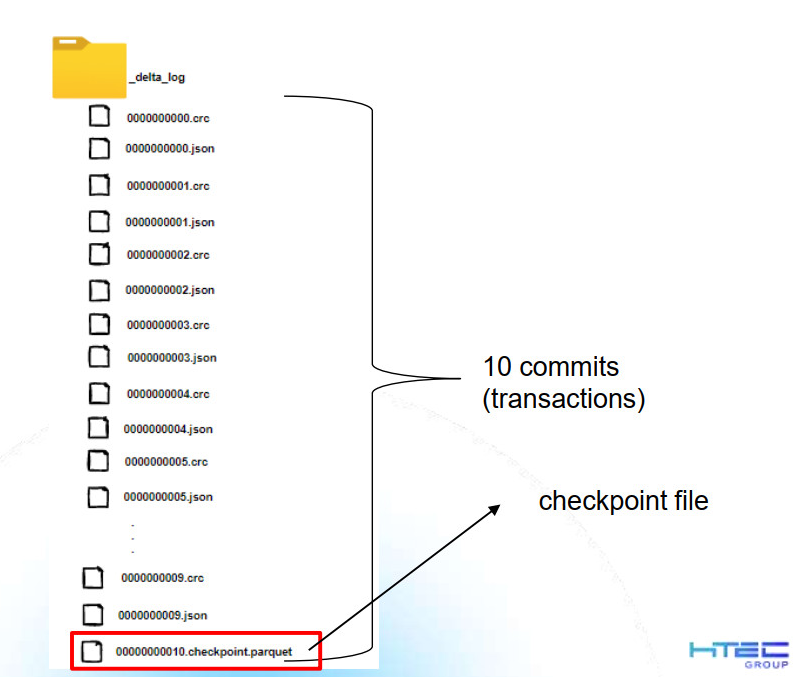 _delta_log
0000000000.crc
0000000000.json
0000000001.crc
0000000001.json
0000000002.crc
0000000002.json
0000000003.crc
0000000003.json
0000000004.crc
0000000004.json
0000000005.crc
0000000005.json
.
.
.
0000000009.crc
0000000009.json
00000000010.checkpoint.parquet
10 commits
(transactions)
checkpoint file
HTEC
GROUP